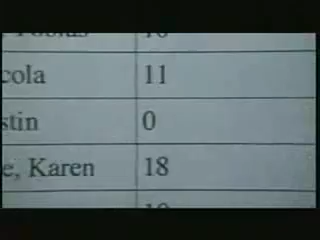 cola 11
stin 0
e, Karen 18